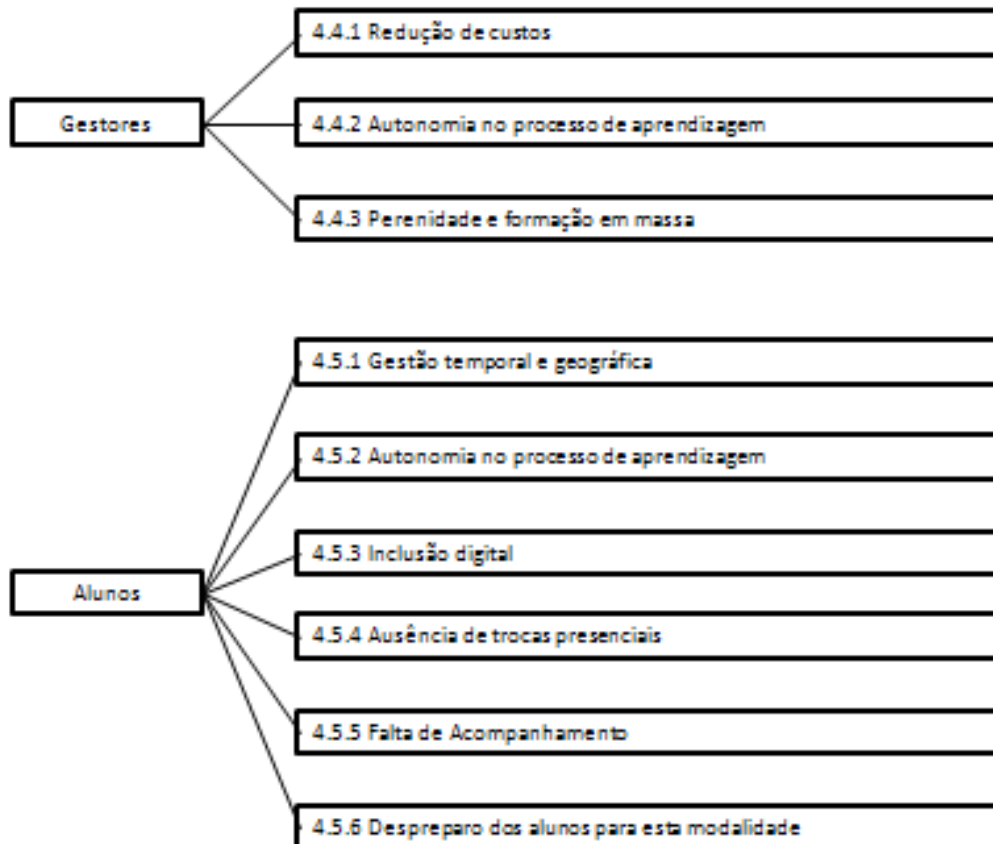 Gestores
4.4.1 Redução de custos
4.4.2 Autonomia no processo de aprendizagem
4.4.3 Perenidade e formação em massa
Alunos
4.5.1 Gestão temporal e geográfica
4.5.2 Autonomia no processo de aprendizagem
4.5.3 Inclusão digital
4.5.4 Ausência de trocas presenciais
4.5.5 Falta de Acompanhamento
4.5.6 Despreparo dos alunos para esta modalidade